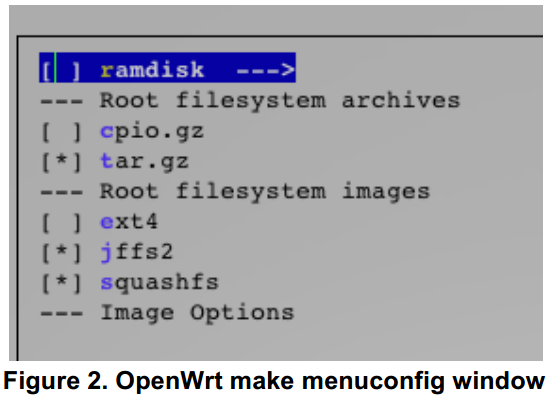 [ ] ramdisk --->
--- Root filesystem archives
[ ] cpio.gz
[*] tar.gz
--- Root filesystem images
[ ] ext4
[*] jffs2
[*] squashfs
--- Image Options
Figure 2. OpenWrt make menuconfig window